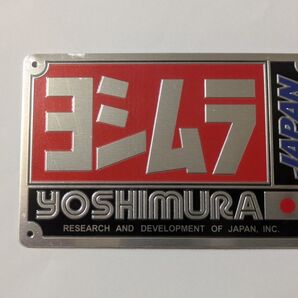 ヨシムラ
JAPAN
YOSHIMURA
RESEARCH AND DEVELOPMENT OF JAPAN, INC.